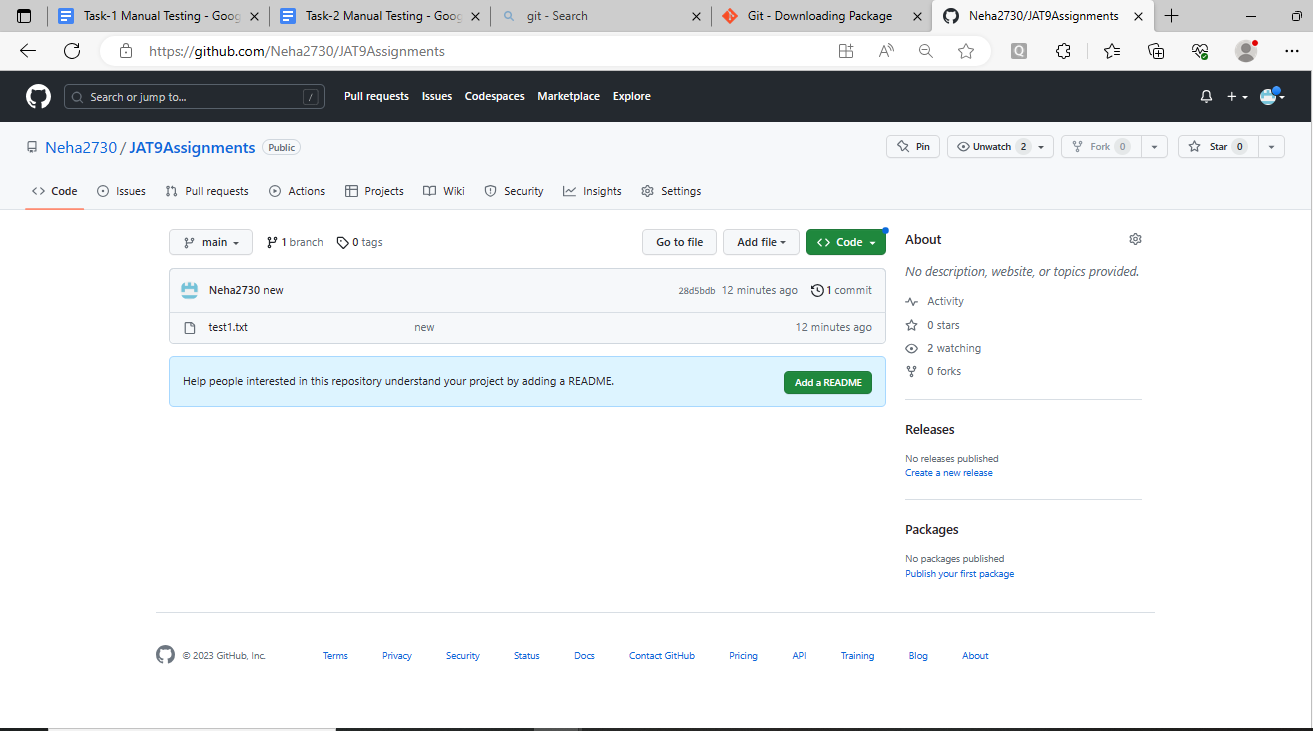 Task-1 Manual Testing - Goog
Task-2 Manual Testing - Goog
git - Search
Git - Downloading Package
Neha2730/JAT9Assignments
https://github.com/Neha2730/JAT9Assignments
Search or jump to... /
Pull requests Issues Codespaces Marketplace Explore
Neha2730 / JAT9Assignments Public
Pin Unwatch 2 Fork 0 Star 0
Code Issues Pull requests Actions Projects Wiki Security Insights Settings
main 1 branch 0 tags Go to file Add file Code
Neha2730 new 28d5bdb 12 minutes ago 1 commit
test1.txt new 12 minutes ago
Help people interested in this repository understand your project by adding a README. Add a README
About
No description, website, or topics provided.
Activity
0 stars
2 watching
0 forks
Releases
No releases published
Create a new release
Packages
No packages published
Publish your first package
© 2023 GitHub, Inc. Terms Privacy Security Status Docs Contact GitHub Pricing API Training Blog About